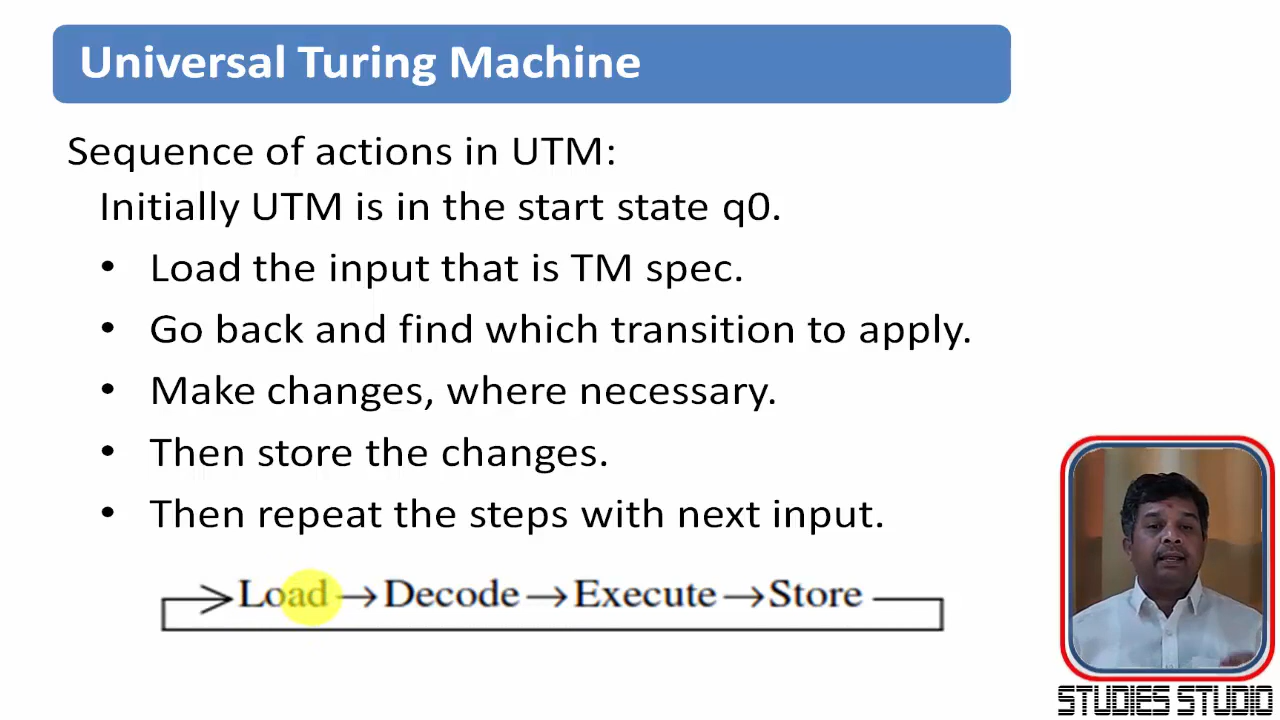 Universal Turing Machine
Sequence of actions in UTM:
Initially UTM is in the start state q0.
• Load the input that is TM spec.
• Go back and find which transition to apply.
• Make changes, where necessary.
• Then store the changes.
• Then repeat the steps with next input.
Load → Decode → Execute → Store
STUDIES STUDIO